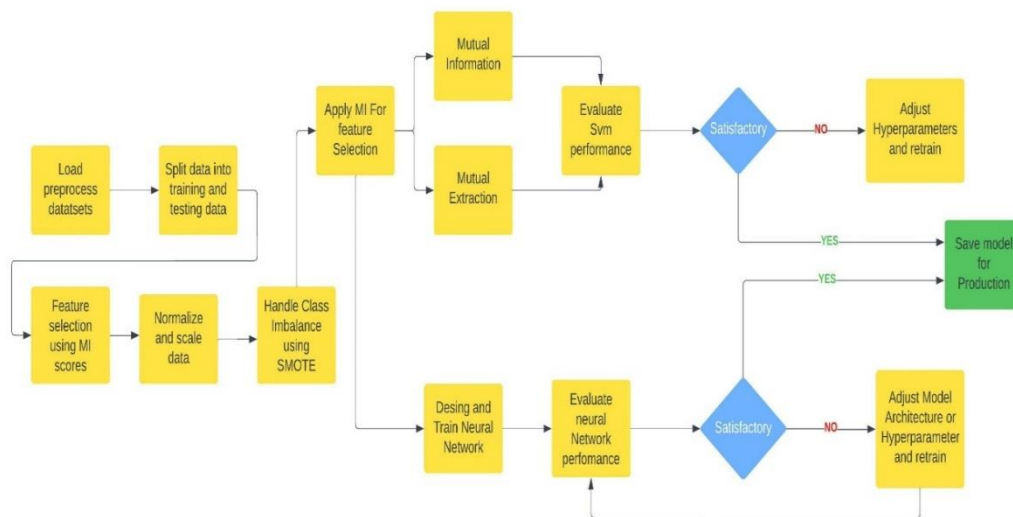 Load
preprocess
datatsets
Split data into
training and
testing data
Feature
selection
using MI
scores
Normalize
and scale
data
Handle Class
Imbalance
using
SMOTE
Apply MI For
feature
Selection
Mutual
Information
Mutual
Extraction
Evaluate
Svm
performance
Satisfactory
NO
Adjust
Hyperparameters
and retrain
YES
Save model
for
Production
YES
Desing and
Train Neural
Network
Evaluate
neural
Network
perfomance
Satisfactory
NO
Adjust Model
Architecture or
Hyperparameter
and retrain